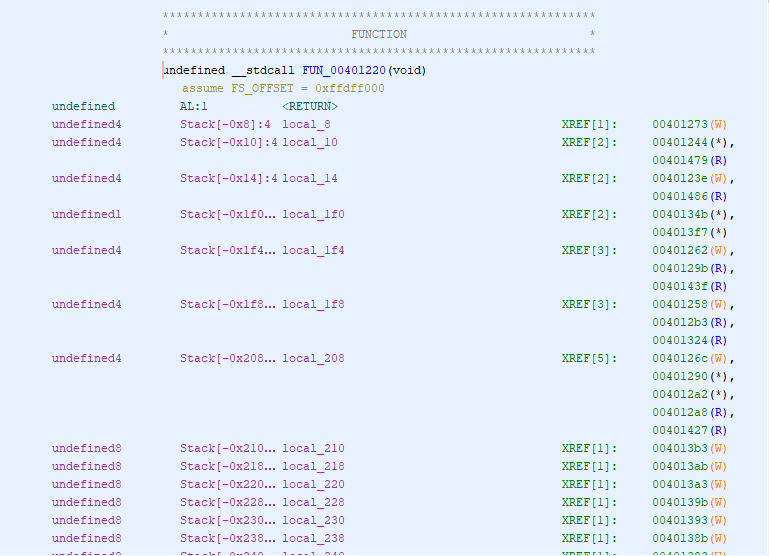 **************************************************************
* FUNCTION *
**************************************************************
undefined __stdcall FUN_00401220(void)
assume FS_OFFSET = 0xffdff000
undefined AL:1 <RETURN>
undefined4 Stack[-0x8]:4 local_8 XREF[1]: 00401273(W)
undefined4 Stack[-0x10]:4 local_10 XREF[2]: 00401244(*),
00401479(R)
undefined4 Stack[-0x14]:4 local_14 XREF[2]: 0040123e(W),
00401486(R)
undefined1 Stack[-0x1f0... local_1f0 XREF[2]: 0040134b(*),
004013f7(*)
undefined4 Stack[-0x1f4... local_1f4 XREF[3]: 00401262(W),
0040129b(R),
0040143f(R)
undefined4 Stack[-0x1f8... local_1f8 XREF[3]: 00401258(W),
004012b3(R),
00401324(R)
undefined4 Stack[-0x208... local_208 XREF[5]: 0040126c(W),
00401290(*),
004012a2(*),
004012a8(R),
00401427(R)
undefined8 Stack[-0x210... local_210 XREF[1]: 004013b3(W)
undefined8 Stack[-0x218... local_218 XREF[1]: 004013ab(W)
undefined8 Stack[-0x220... local_220 XREF[1]: 004013a3(W)
undefined8 Stack[-0x228... local_228 XREF[1]: 0040139b(W)
undefined8 Stack[-0x230... local_230 XREF[1]: 00401393(W)
undefined8 Stack[-0x238... local_238 XREF[1]: 0040138b(W)